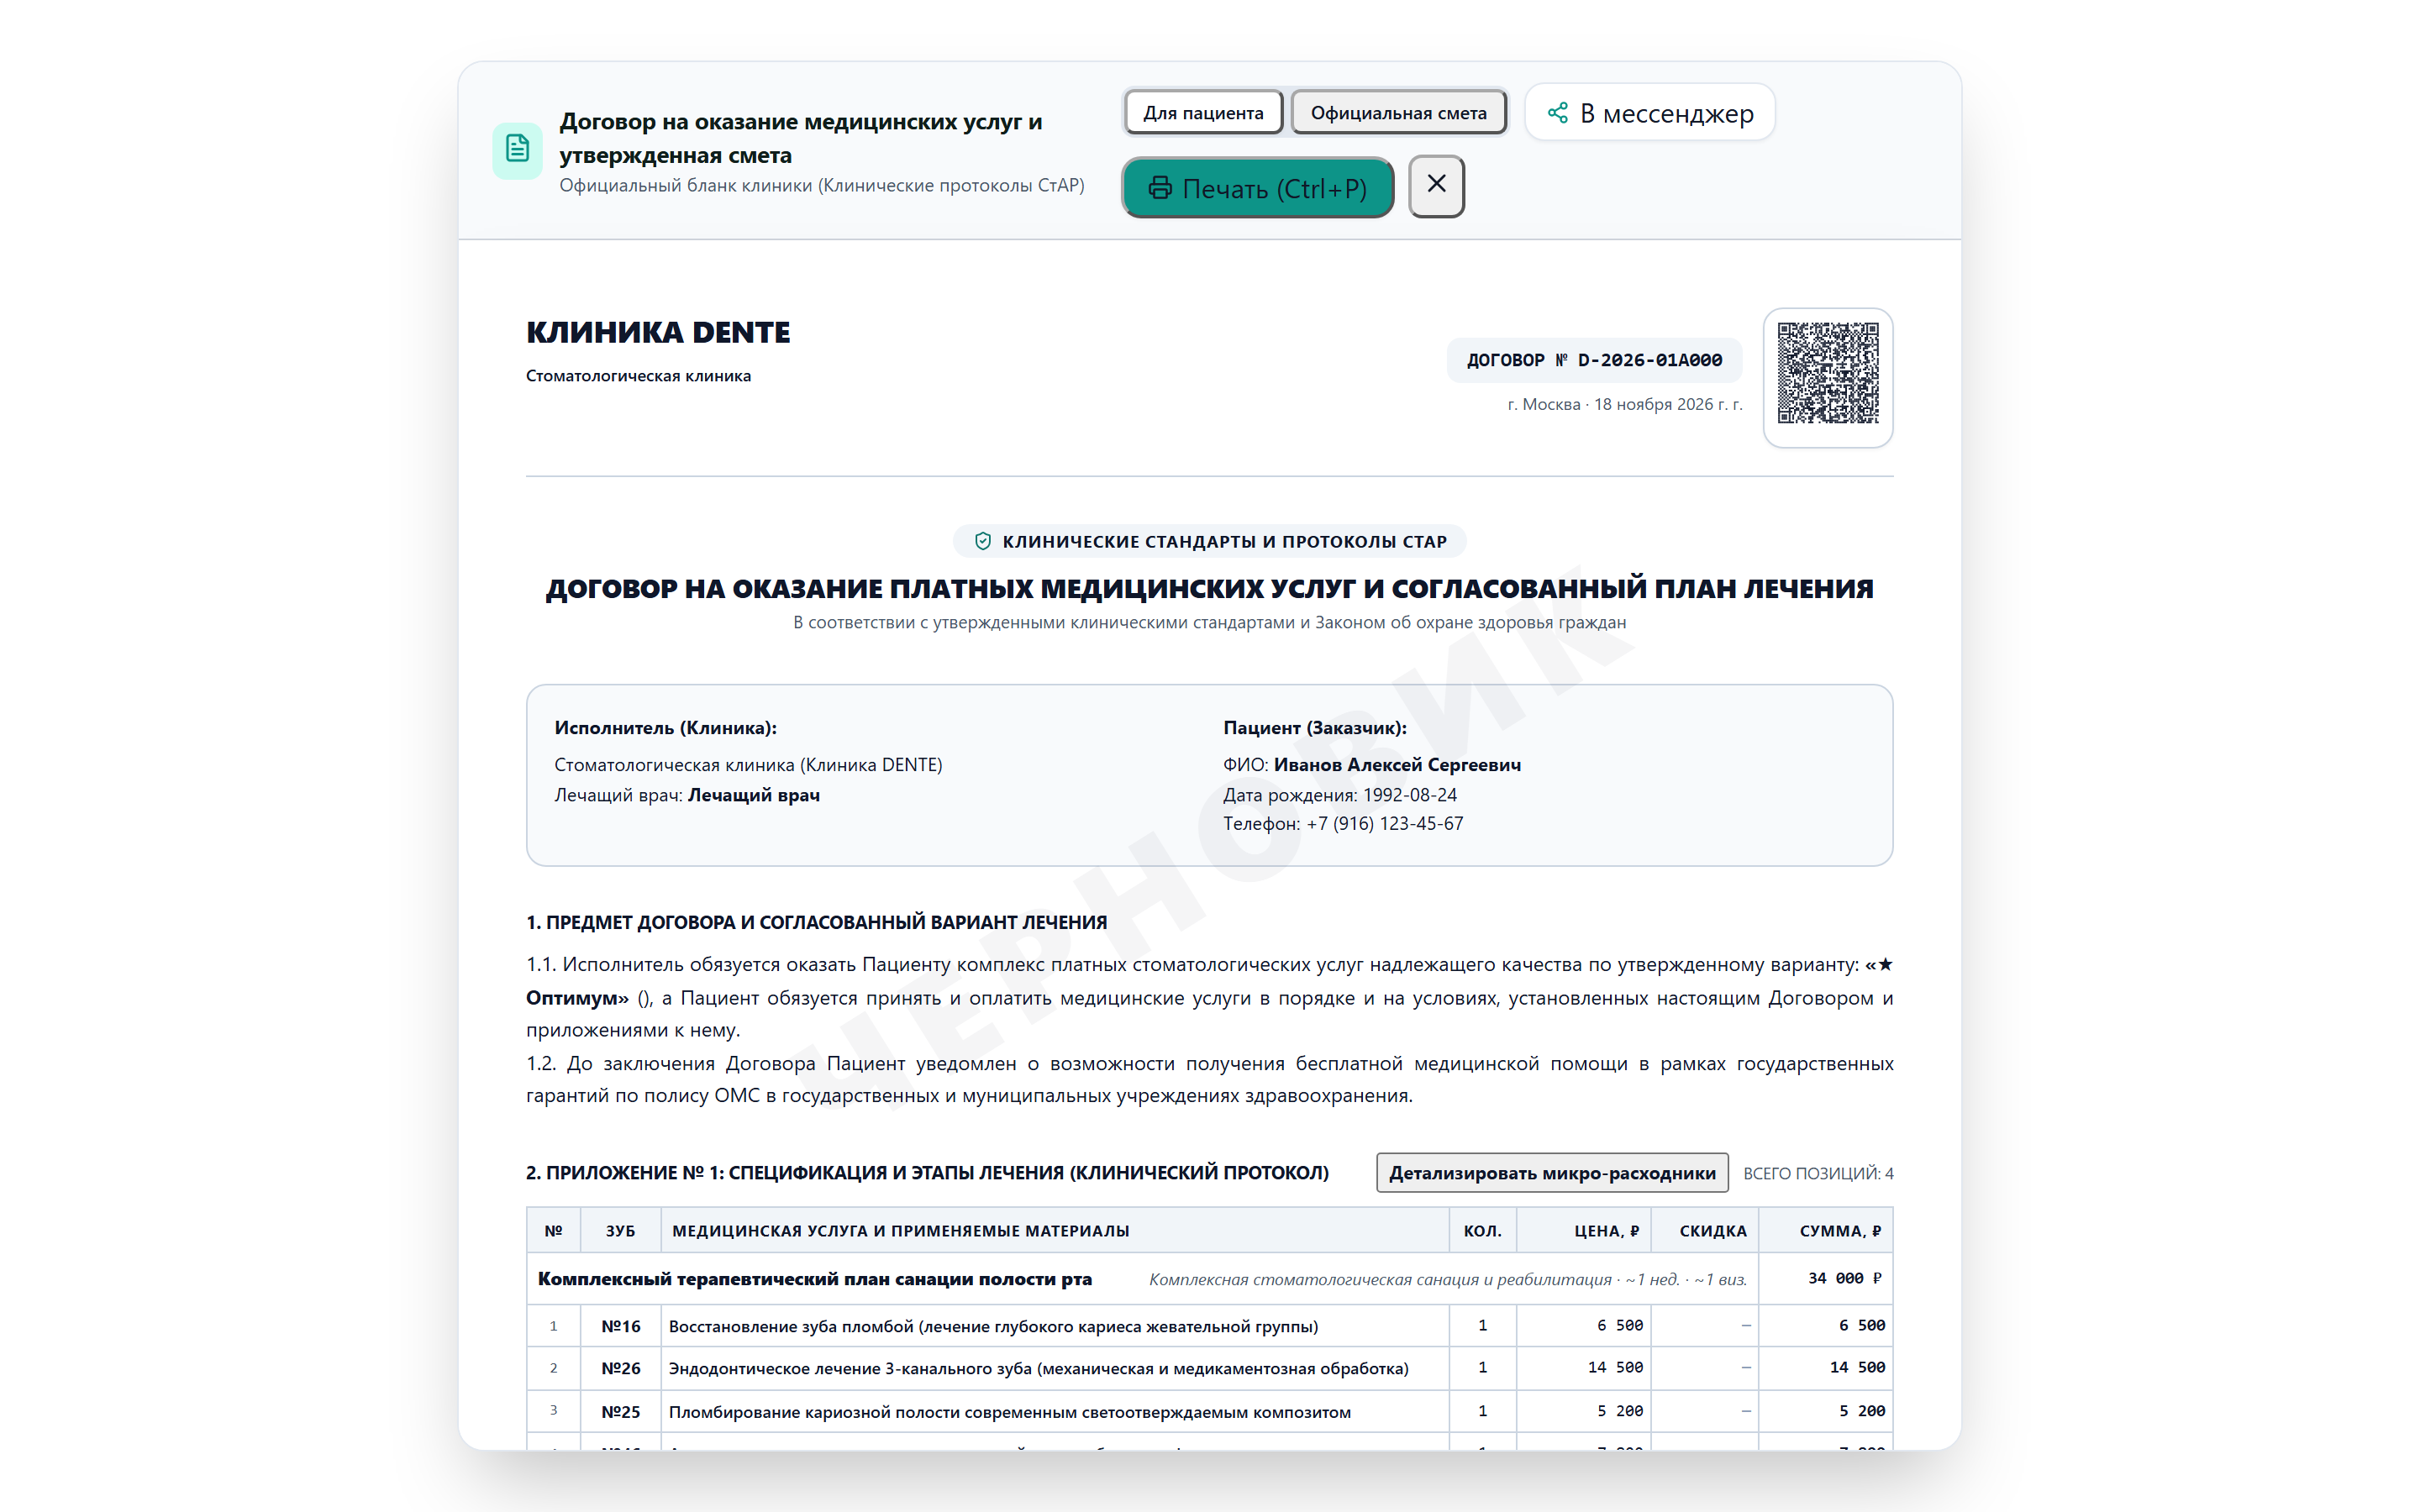 Договор на оказание медицинских услуг и
утвержденная смета
Официальный бланк клиники (Клинические протоколы СтАР)
Для пациента
Официальная смета
В мессенджер
Печать (Ctrl+P)
КЛИНИКА DENTE
Стоматологическая клиника
ДОГОВОР № D-2026-01A000
г. Москва · 18 ноября 2026 г. г.
КЛИНИЧЕСКИЕ СТАНДАРТЫ И ПРОТОКОЛЫ СТАР
ДОГОВОР НА ОКАЗАНИЕ ПЛАТНЫХ МЕДИЦИНСКИХ УСЛУГ И СОГЛАСОВАННЫЙ ПЛАН ЛЕЧЕНИЯ
В соответствии с утвержденными клиническими стандартами и Законом об охране здоровья граждан
ЧЕРНОВИК
Исполнитель (Клиника):
Стоматологическая клиника (Клиника DENTE)
Лечащий врач: Лечащий врач
Пациент (Заказчик):
ФИО: Иванов Алексей Сергеевич
Дата рождения: 1992-08-24
Телефон: +7 (916) 123-45-67
1. ПРЕДМЕТ ДОГОВОРА И СОГЛАСОВАННЫЙ ВАРИАНТ ЛЕЧЕНИЯ
1.1. Исполнитель обязуется оказать Пациенту комплекс платных стоматологических услуг надлежащего качества по утвержденному варианту: «★
Оптимум» (), а Пациент обязуется принять и оплатить медицинские услуги в порядке и на условиях, установленных настоящим Договором и
приложениями к нему.
1.2. До заключения Договора Пациент уведомлен о возможности получения бесплатной медицинской помощи в рамках государственных
гарантий по полису ОМС в государственных и муниципальных учреждениях здравоохранения.
2. ПРИЛОЖЕНИЕ № 1: СПЕЦИФИКАЦИЯ И ЭТАПЫ ЛЕЧЕНИЯ (КЛИНИЧЕСКИЙ ПРОТОКОЛ)
Детализировать микро-расходники
ВСЕГО ПОЗИЦИЙ: 4
№ ЗУБ МЕДИЦИНСКАЯ УСЛУГА И ПРИМЕНЯЕМЫЕ МАТЕРИАЛЫ КОЛ. ЦЕНА, ₽ СКИДКА СУММА, ₽
Комплексный терапевтический план санации полости рта Комплексная стоматологическая санация и реабилитация · ~1 нед. · ~1 виз. 34 000 ₽
1 №16 Восстановление зуба пломбой (лечение глубокого кариеса жевательной группы) 1 6 500 — 6 500
2 №26 Эндодонтическое лечение 3-канального зуба (механическая и медикаментозная обработка) 1 14 500 — 14 500
3 №25 Пломбирование кариозной полости современным светоотверждаемым композитом 1 5 200 — 5 200